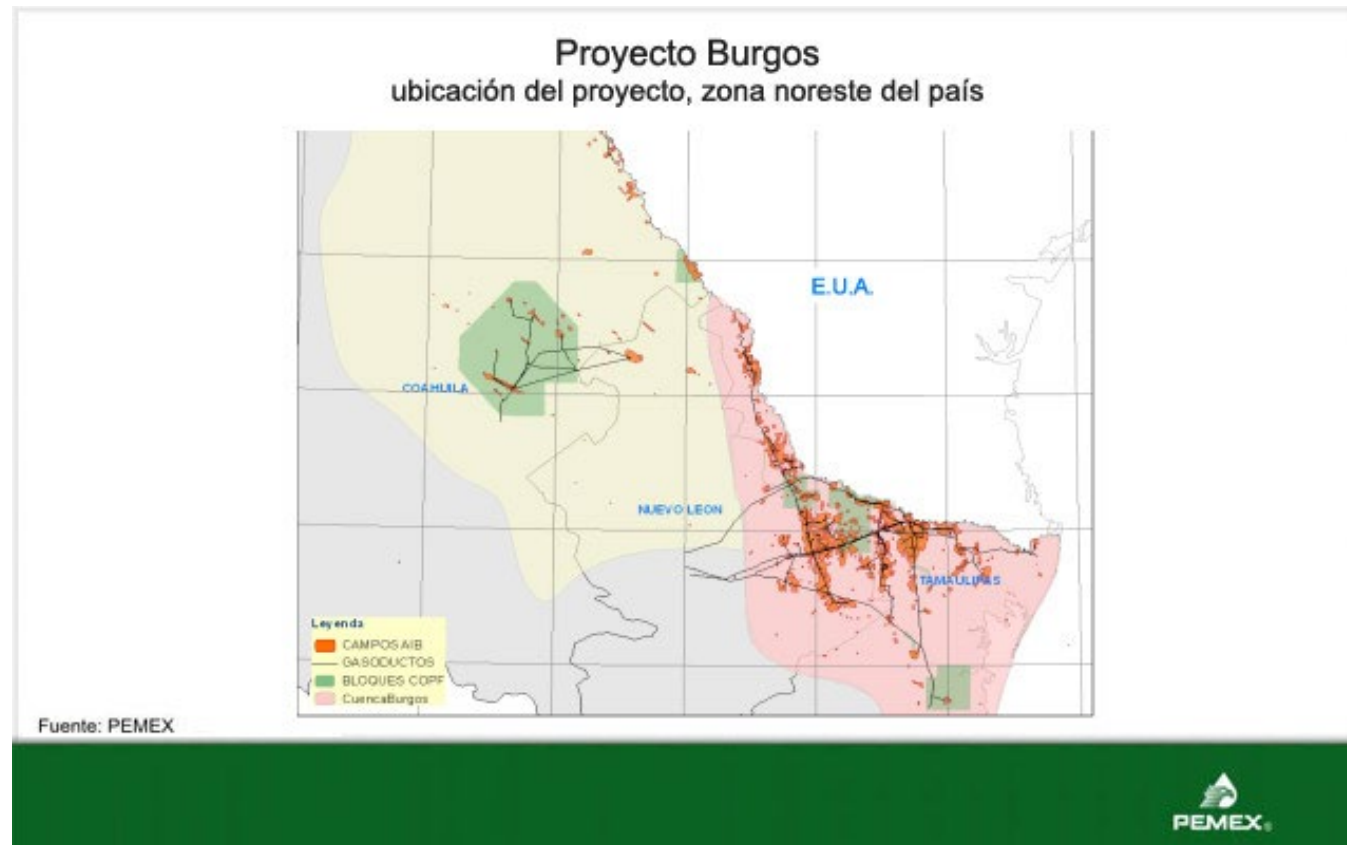 Proyecto Burgos
ubicación del proyecto, zona noreste del país
E.U.A.
COAHUILA
NUEVO LEON
TAMAULIPAS
Leyenda
CAMPOS AIB
GASODUCTOS
BLOQUES COPF
CuencaBurgos
Fuente: PEMEX
PEMEX®